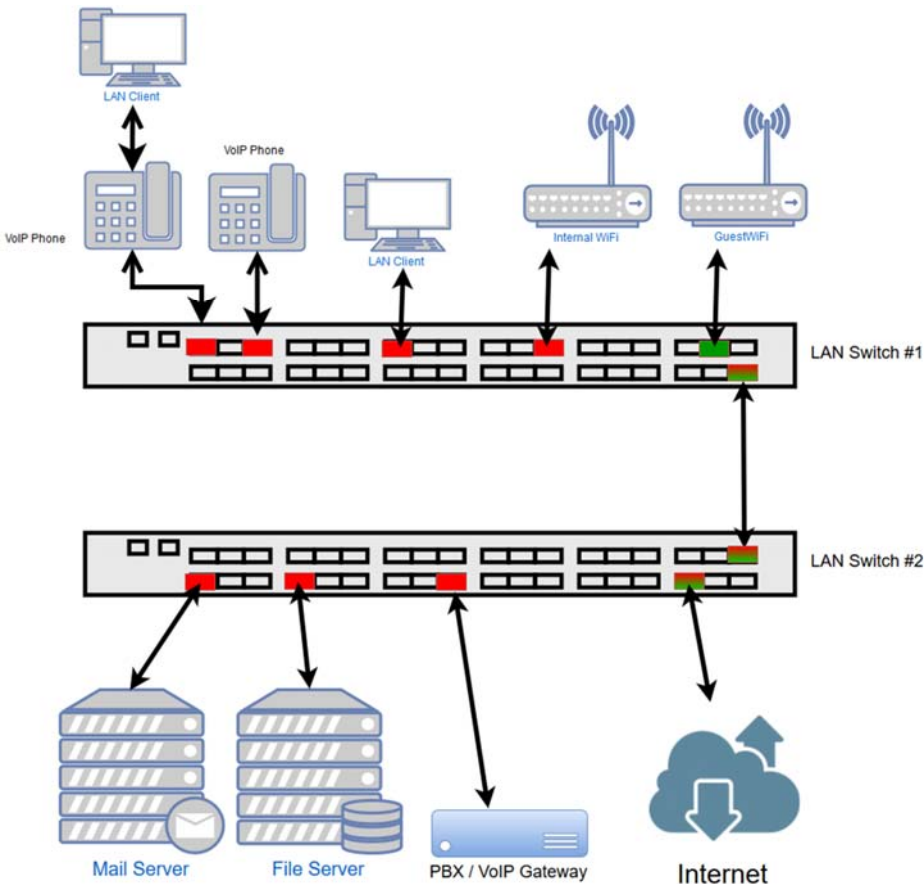 LAN Client
VoIP Phone
VoIP Phone
LAN Client
Internal WiFi
GuestWiFi
LAN Switch #1
LAN Switch #2
Mail Server
File Server
PBX / VoIP Gateway
Internet